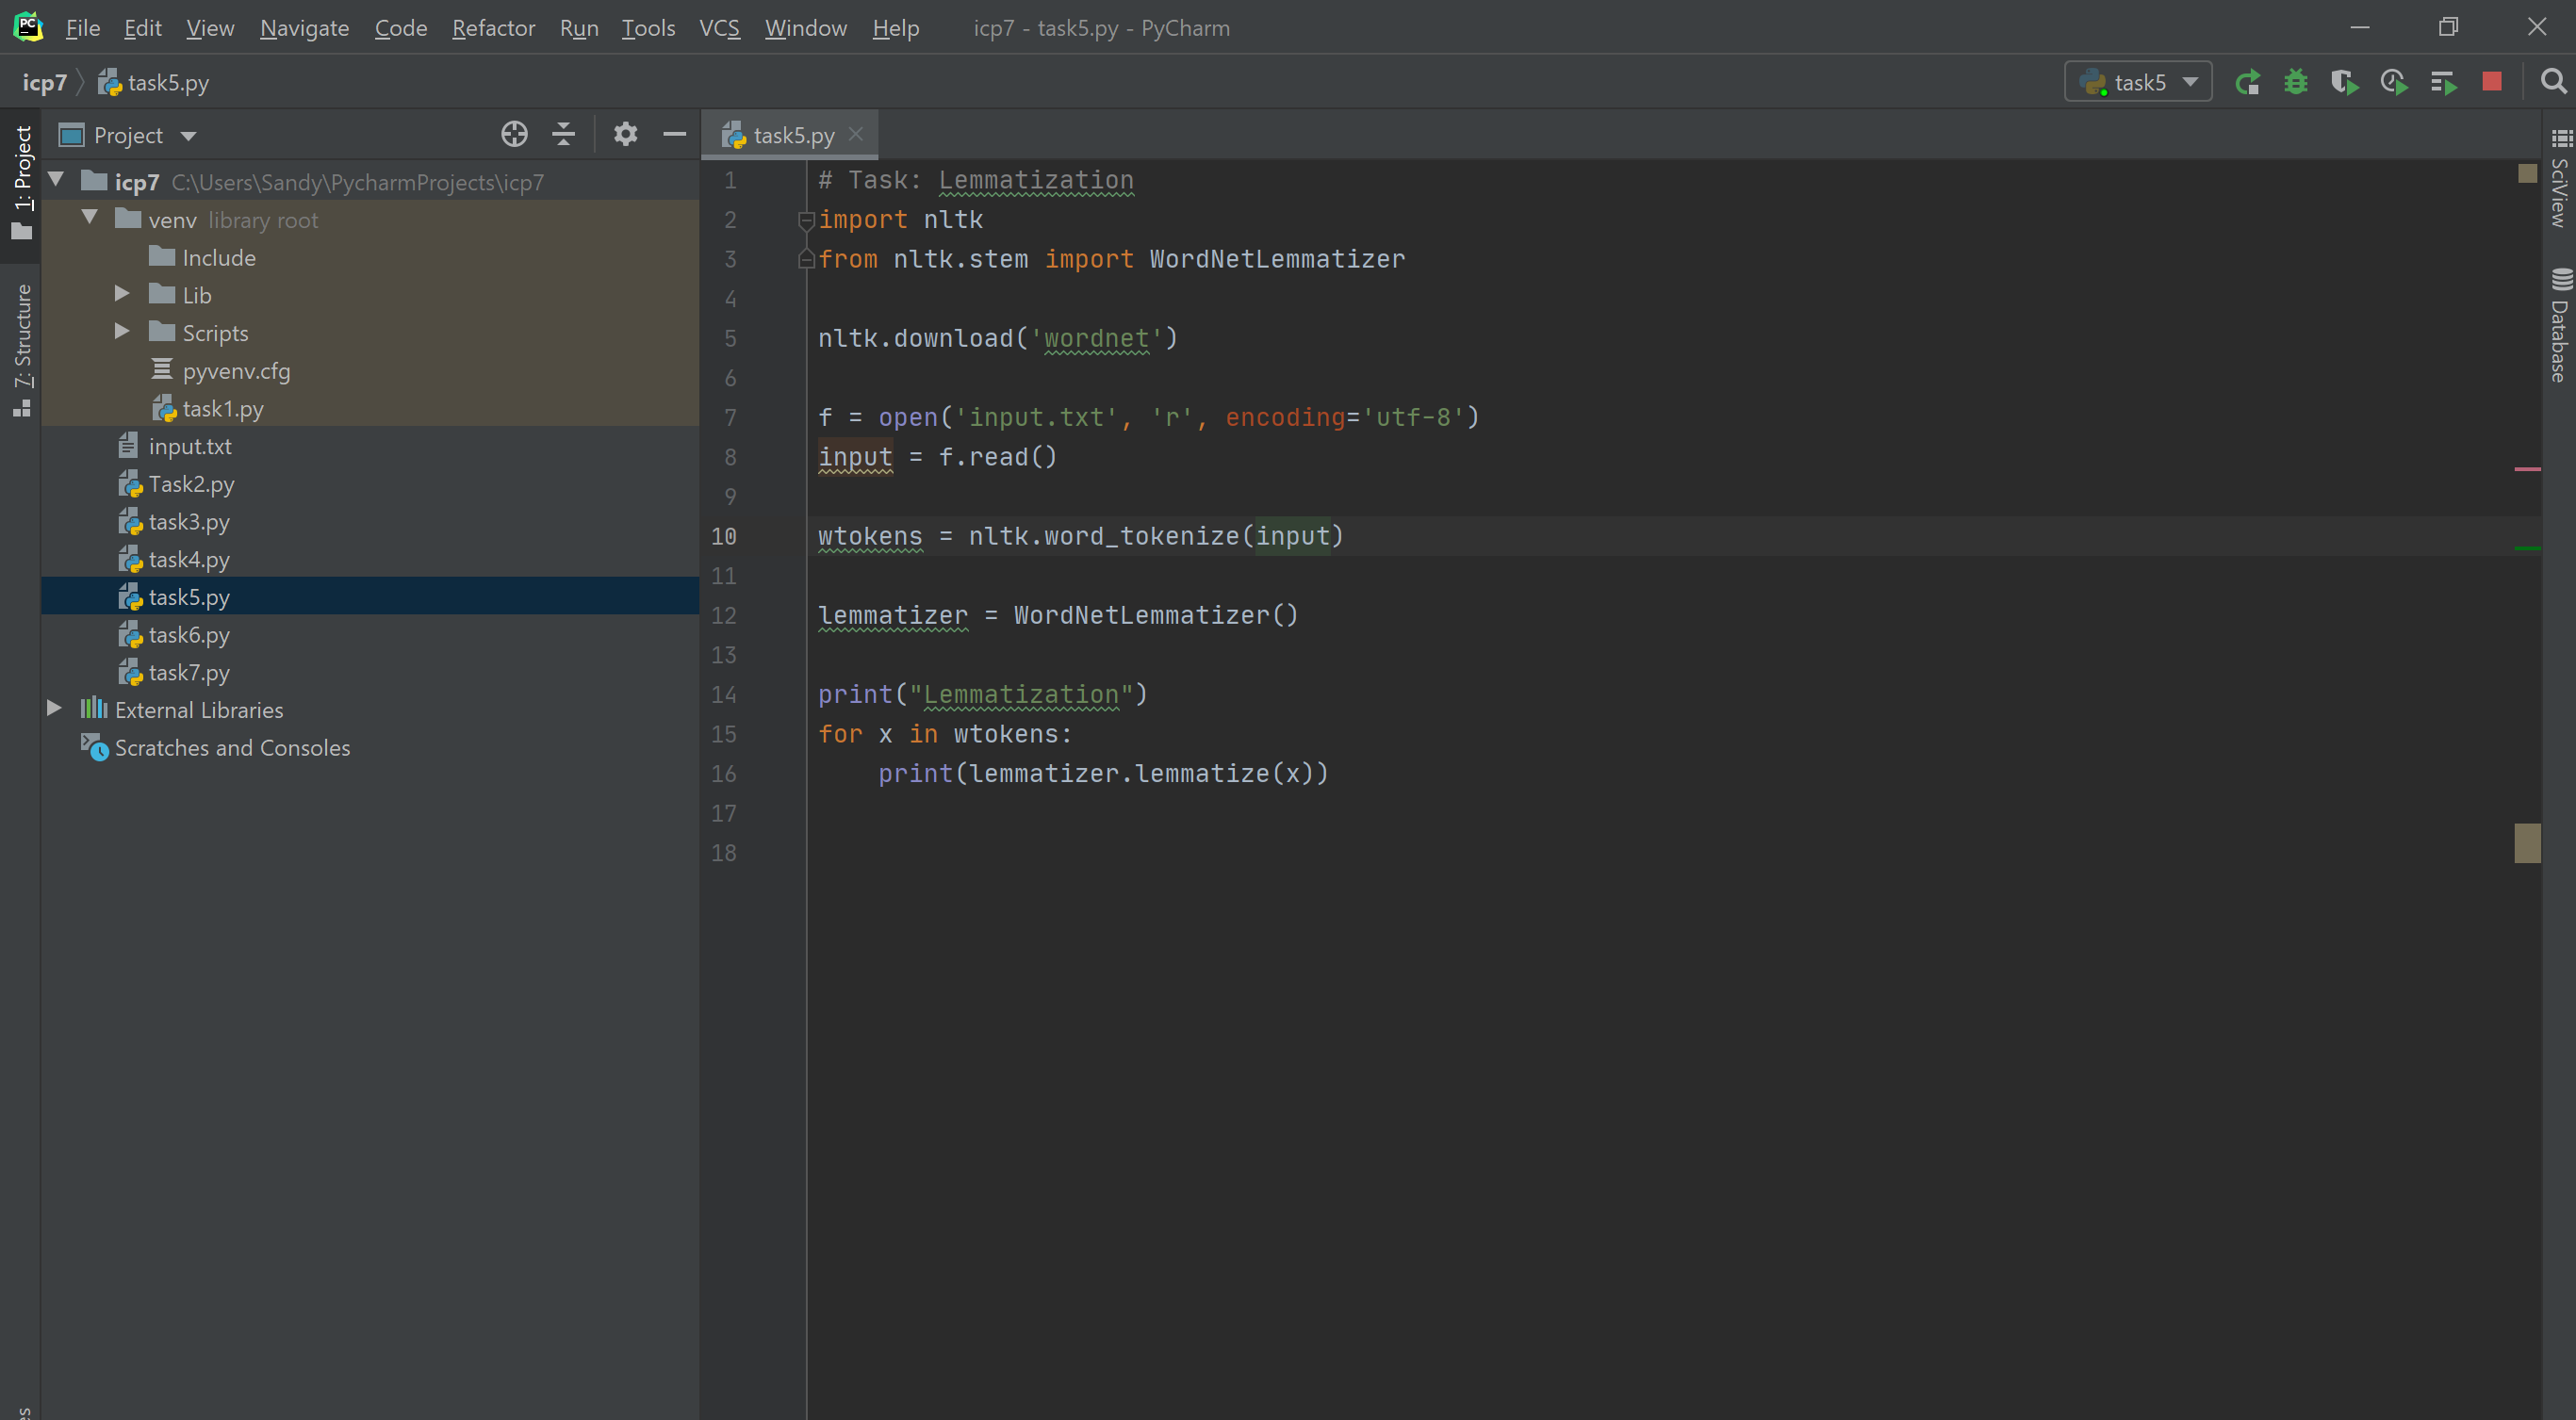 PC
File Edit View Navigate Code Refactor Run Tools VCS Window Help icp7 - task5.py - PyCharm
icp7 task5.py task5
1: Project
7: Structure
Project
icp7 C:\Users\Sandy\PycharmProjects\icp7
venv library root
Include
Lib
Scripts
pyvenv.cfg
task1.py
input.txt
Task2.py
task3.py
task4.py
task5.py
task6.py
task7.py
External Libraries
Scratches and Consoles
task5.py
1 # Task: Lemmatization
2 import nltk
3 from nltk.stem import WordNetLemmatizer
4
5 nltk.download('wordnet')
6
7 f = open('input.txt', 'r', encoding='utf-8')
8 input = f.read()
9
10 wtokens = nltk.word_tokenize(input)
11
12 lemmatizer = WordNetLemmatizer()
13
14 print("Lemmatization")
15 for x in wtokens:
16     print(lemmatizer.lemmatize(x))
17
18
SciView
Database